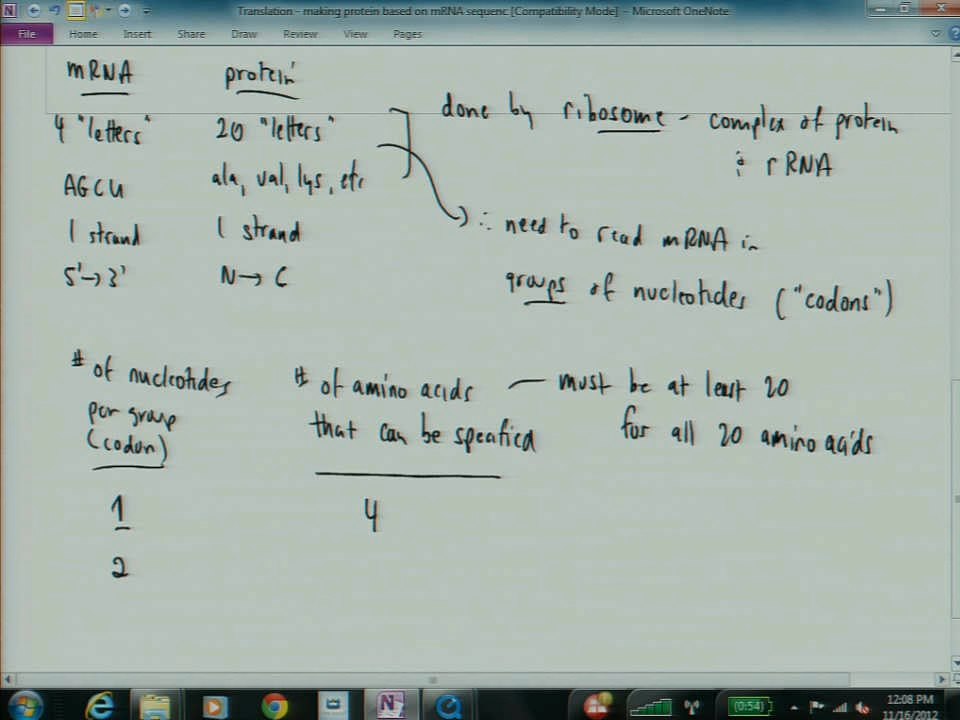 Translation - making protein based on mRNA sequenc [Compatibility Mode] - Microsoft OneNote
File Home Insert Share Draw Review View Pages
mRNA protein
4 "letters" 20 "letters"
AGCU ala, val, lys, etc
1 strand 1 strand
5'→3' N→C
done by ribosome - complex of protein
& rRNA
∴ need to read mRNA in
groups of nucleotides ("codons")
# of nucleotides
per group
(codon)
# of amino acids — must be at least 20
that can be specified for all 20 amino acids
1 4
2
(0:54)
12:08 PM
11/16/2012